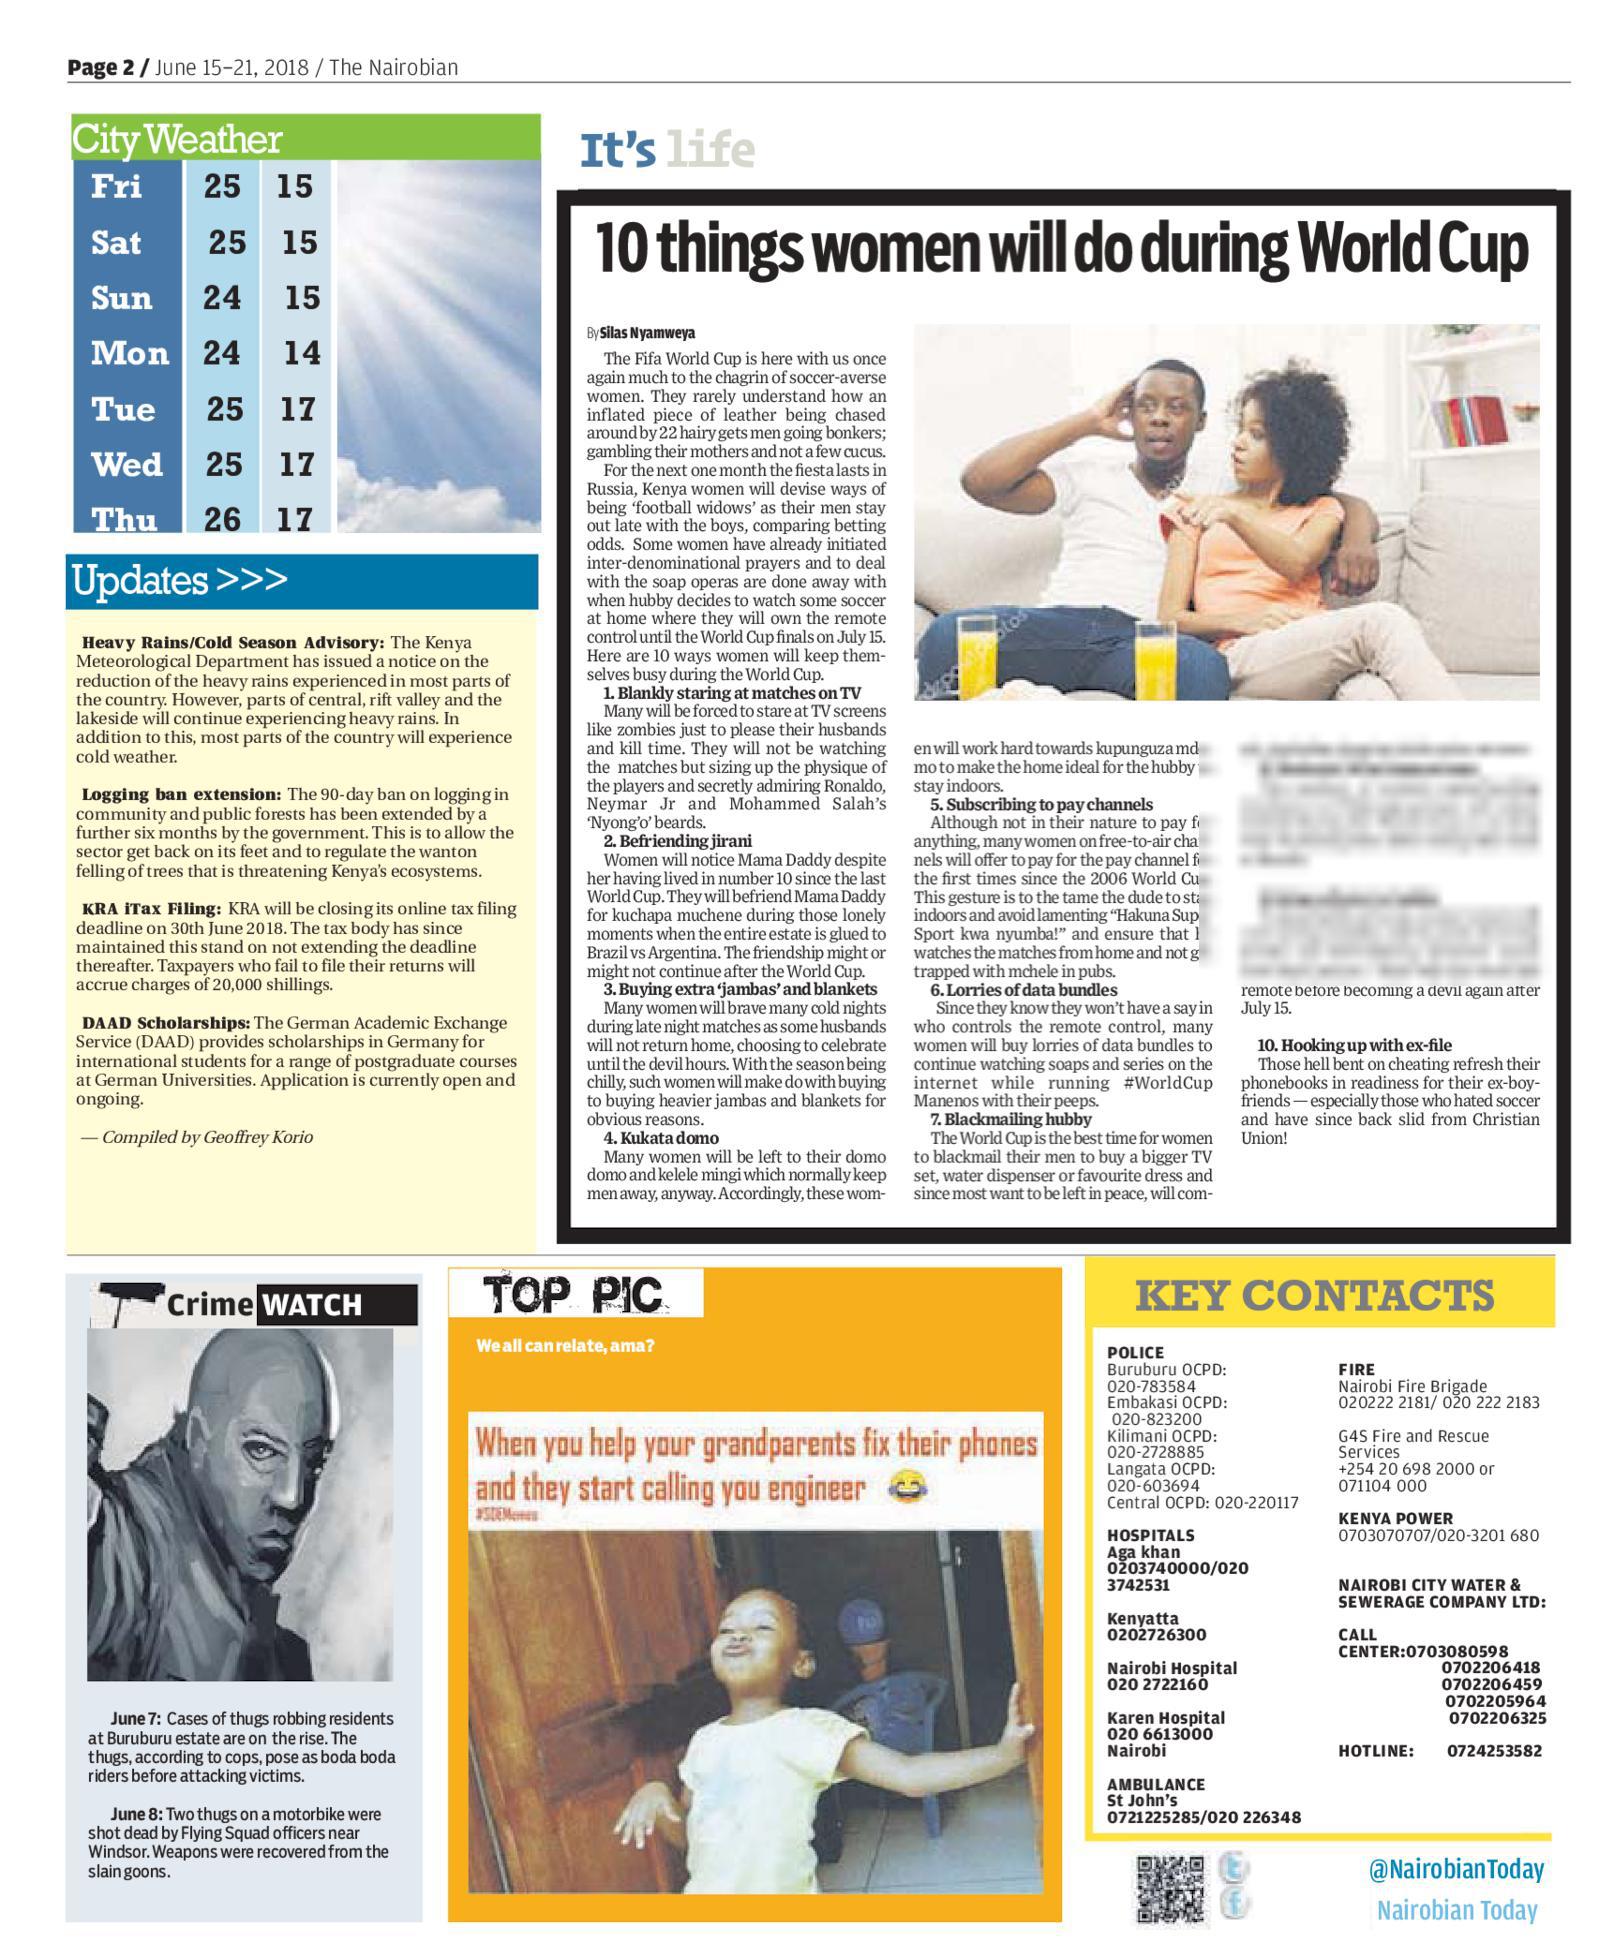 Page 2 / June 15–21, 2018 / The Nairobian
City Weather
Fri 25 15
Sat 25 15
Sun 24 15
Mon 24 14
Tue 25 17
Wed 25 17
Thu 26 17
Updates >>>
Heavy Rains/Cold Season Advisory: The Kenya
Meteorological Department has issued a notice on the
reduction of the heavy rains experienced in most parts of
the country. However, parts of central, rift valley and the
lakeside will continue experiencing heavy rains. In
addition to this, most parts of the country will experience
cold weather.
Logging ban extension: The 90-day ban on logging in
community and public forests has been extended by a
further six months by the government. This is to allow the
sector get back on its feet and to regulate the wanton
felling of trees that is threatening Kenya's ecosystems.
KRA iTax Filing: KRA will be closing its online tax filing
deadline on 30th June 2018. The tax body has since
maintained this stand on not extending the deadline
thereafter. Taxpayers who fail to file their returns will
accrue charges of 20,000 shillings.
DAAD Scholarships: The German Academic Exchange
Service (DAAD) provides scholarships in Germany for
international students for a range of postgraduate courses
at German Universities. Application is currently open and
ongoing.
— Compiled by Geoffrey Korio
It's life
10 things women will do during World Cup
By Silas Nyamweya
The Fifa World Cup is here with us once
again much to the chagrin of soccer-averse
women. They rarely understand how an
inflated piece of leather being chased
around by 22 hairy gets men going bonkers;
gambling their mothers and not a few cucus.
For the next one month the fiesta lasts in
Russia, Kenya women will devise ways of
being 'football widows' as their men stay
out late with the boys, comparing betting
odds. Some women have already initiated
inter-denominational prayers and to deal
with the soap operas are done away with
when hubby decides to watch some soccer
at home where they will own the remote
control until the World Cup finals on July 15.
Here are 10 ways women will keep them-
selves busy during the World Cup.
1. Blankly staring at matches on TV
Many will be forced to stare at TV screens
like zombies just to please their husbands
and kill time. They will not be watching
the matches but sizing up the physique of
the players and secretly admiring Ronaldo,
Neymar Jr and Mohammed Salah's
'Nyong'o' beards.
2. Befriending jirani
Women will notice Mama Daddy despite
her having lived in number 10 since the last
World Cup. They will befriend Mama Daddy
for kuchapa muchene during those lonely
moments when the entire estate is glued to
Brazil vs Argentina. The friendship might or
might not continue after the World Cup.
3. Buying extra 'jambas' and blankets
Many women will brave many cold nights
during late night matches as some husbands
will not return home, choosing to celebrate
until the devil hours. With the season being
chilly, such women will make do with buying
to buying heavier jambas and blankets for
obvious reasons.
4. Kukata domo
Many women will be left to their domo
domo and kelele mingi which normally keep
men away, anyway. Accordingly, these wom-
en will work hard towards kupunguza
mo to make the home ideal for the hubby
stay indoors.
5. Subscribing to pay channels
Although not in their nature to pay
anything, many women on free-to-air
nels will offer to pay for the pay channel
the first times since the 2006 World
This gesture is to the tame the dude to
indoors and avoid lamenting "Hakuna
Sport kwa nyumba!" and ensure that
watches the matches from home and not
trapped with mchele in pubs.
6. Lorries of data bundles
Since they know they won't have a say in
who controls the remote control, many
women will buy lorries of data bundles to
continue watching soaps and series on the
internet while running #WorldCup
Manenos with their peeps.
7. Blackmailing hubby
The World Cup is the best time for women
to blackmail their men to buy a bigger TV
set, water dispenser or favourite dress and
since most want to be left in peace, will com-
remote before becoming a devil again after
July 15.
10. Hooking up with ex-file
Those hell bent on cheating refresh their
phonebooks in readiness for their ex-boy-
friends — especially those who hated soccer
and have since back slid from Christian
Union!
Crime WATCH
June 7: Cases of thugs robbing residents
at Buruburu estate are on the rise. The
thugs, according to cops, pose as boda boda
riders before attacking victims.
June 8: Two thugs on a motorbike were
shot dead by Flying Squad officers near
Windsor. Weapons were recovered from the
slain goons.
TOP PIC
We all can relate, ama?
When you help your grandparents fix their phones
and they start calling you engineer
#SDEMemes
KEY CONTACTS
POLICE
Buruburu OCPD:
020-783584
Embakasi OCPD:
020-823200
Kilimani OCPD:
020-2728885
Langata OCPD:
020-603694
Central OCPD: 020-220117
HOSPITALS
Aga khan
0203740000/020
3742531
Kenyatta
0202726300
Nairobi Hospital
020 2722160
Karen Hospital
020 6613000
Nairobi
AMBULANCE
St John's
0721225285/020 226348
FIRE
Nairobi Fire Brigade
020222 2181/ 020 222 2183
G4S Fire and Rescue
Services
+254 20 698 2000 or
071104 000
KENYA POWER
0703070707/020-3201 680
NAIROBI CITY WATER &
SEWERAGE COMPANY LTD:
CALL
CENTER:0703080598
0702206418
0702206459
0702205964
0702206325
HOTLINE: 0724253582
@NairobianToday
Nairobian Today